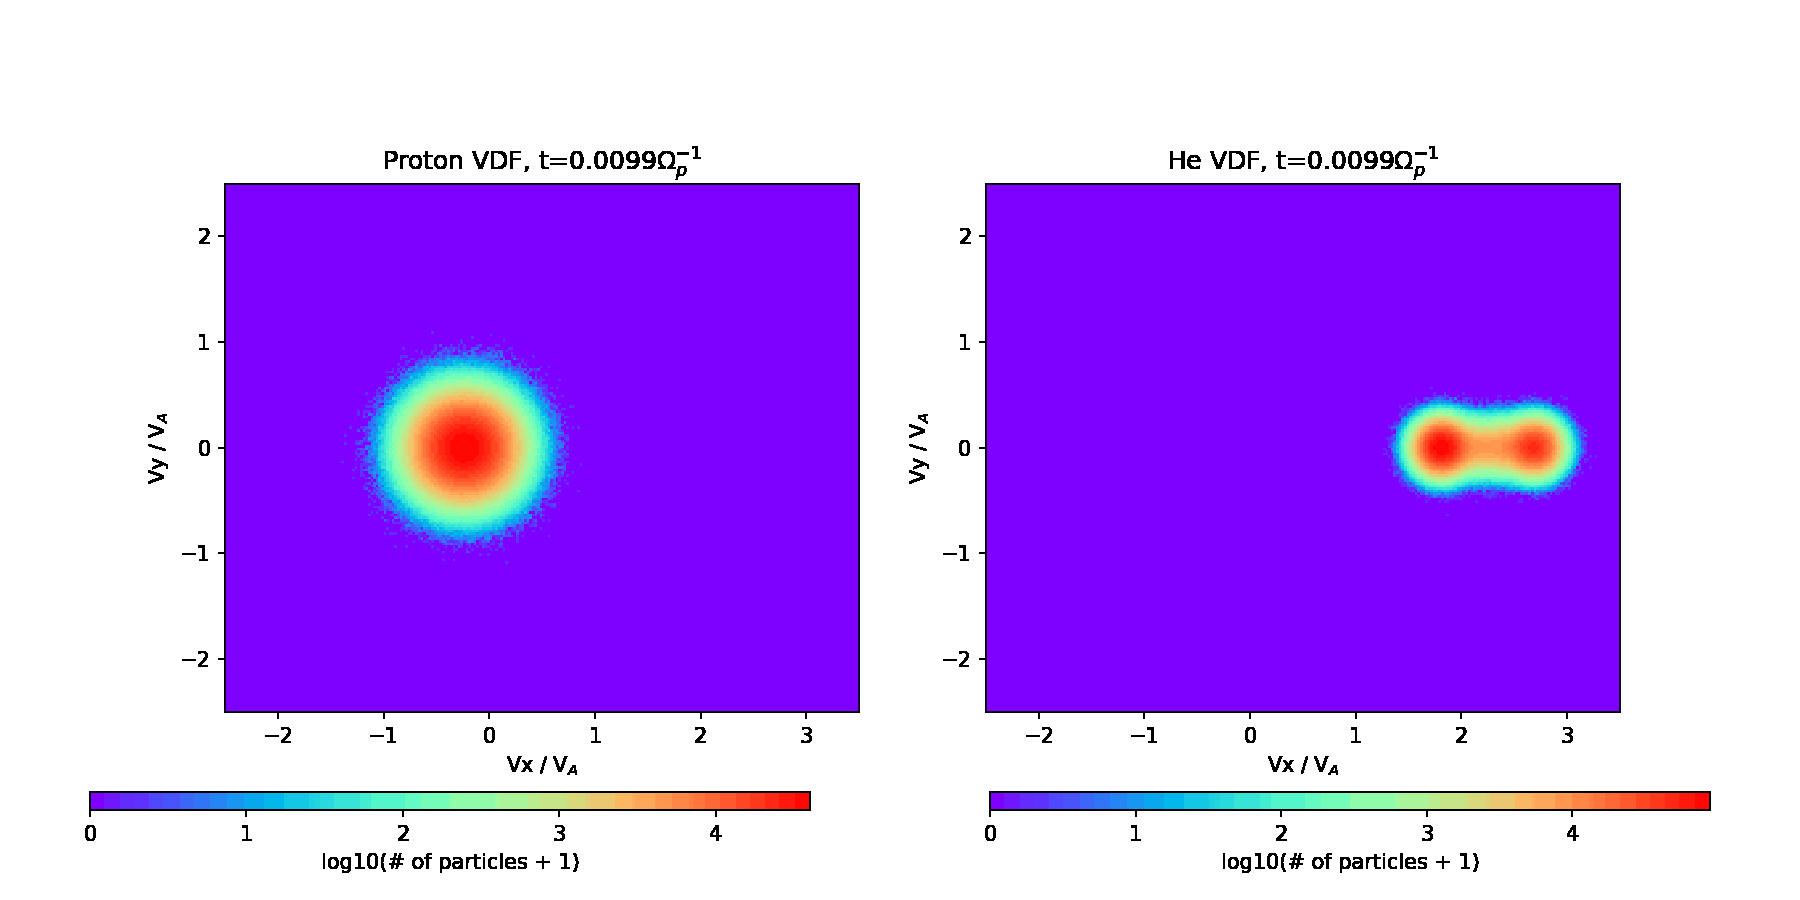 Proton VDF, t=0.0099Ω_p^{-1}
2
1
0
−1
−2
Vy / V_A
−2 −1 0 1 2 3
Vx / V_A
0 1 2 3 4
log10(# of particles + 1)
He VDF, t=0.0099Ω_p^{-1}
2
1
0
−1
−2
Vy / V_A
−2 −1 0 1 2 3
Vx / V_A
0 1 2 3 4
log10(# of particles + 1)